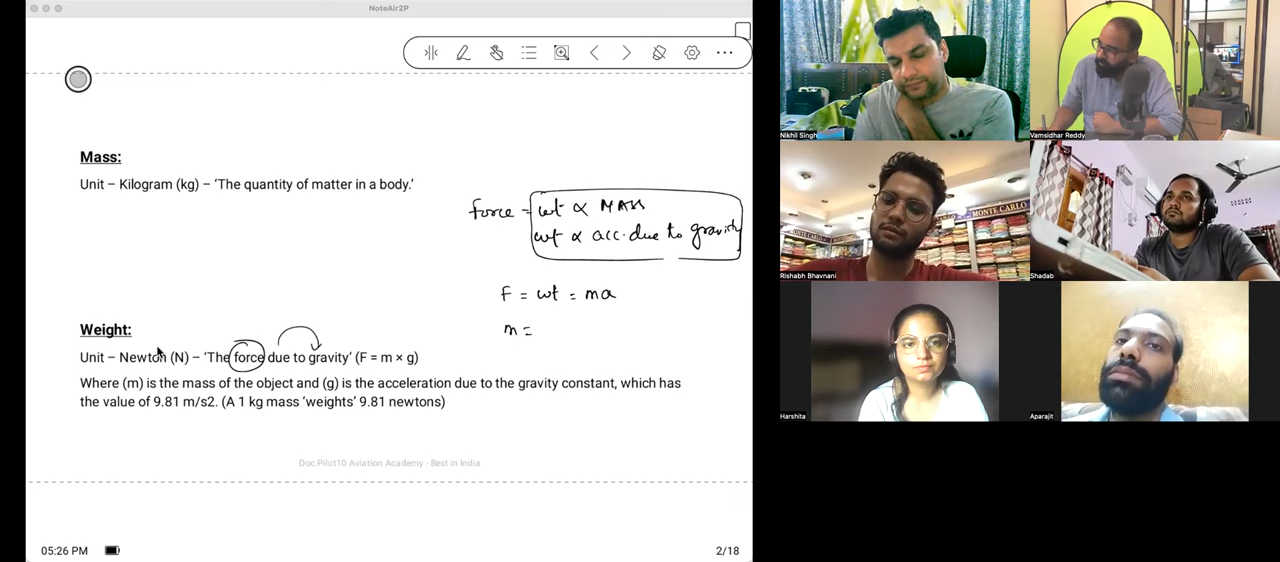 NoteAir2P
Mass:
Unit – Kilogram (kg) – ‘The quantity of matter in a body.’
force = wt ∝ MASS
wt ∝ acc. due to gravity
F = wt = ma
m =
Weight:
Unit – Newton (N) – ‘The force due to gravity’ (F = m × g)
Where (m) is the mass of the object and (g) is the acceleration due to the gravity constant, which has
the value of 9.81 m/s2. (A 1 kg mass ‘weights’ 9.81 newtons)
Doc.Pilot10 Aviation Academy - Best in India
05:26 PM
2/18
Nikhil Singh
Vamsidhar Reddy
MONTE CARLO
MONTE CARLO
Rishabh Bhavnani
Shadab
Harshita
Aparajit